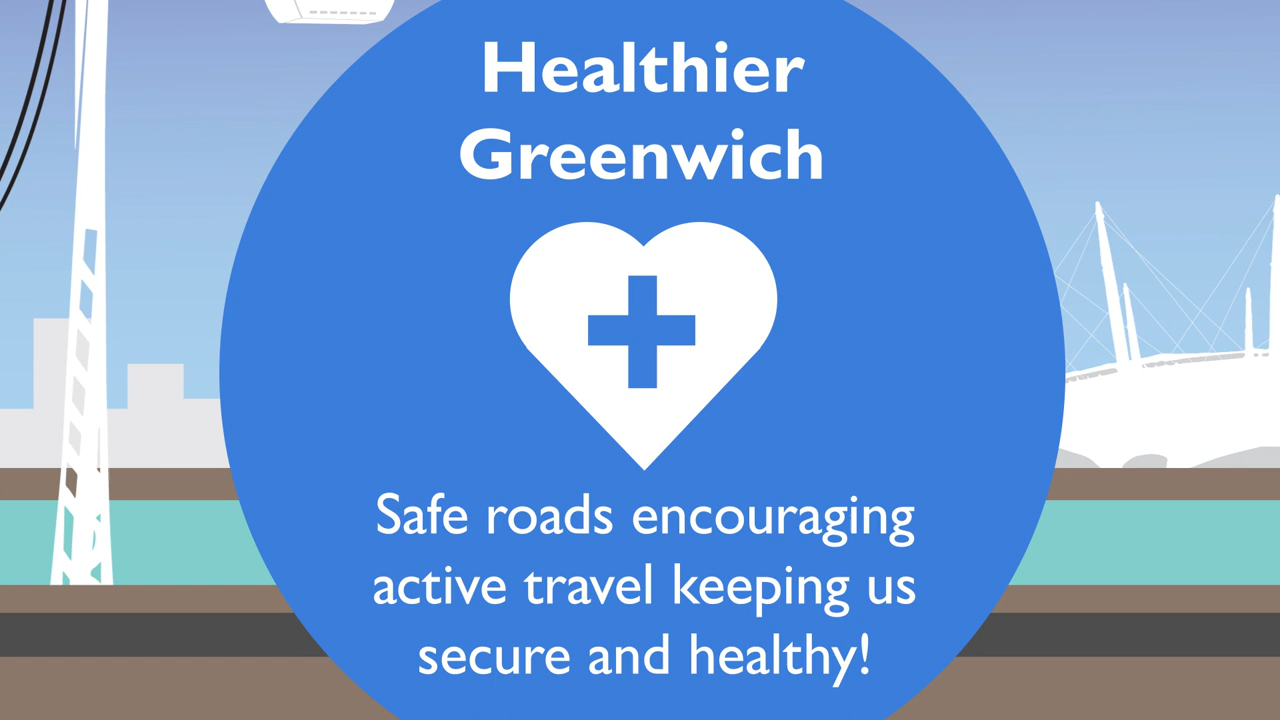 Healthier
Greenwich
Safe roads encouraging
active travel keeping us
secure and healthy!